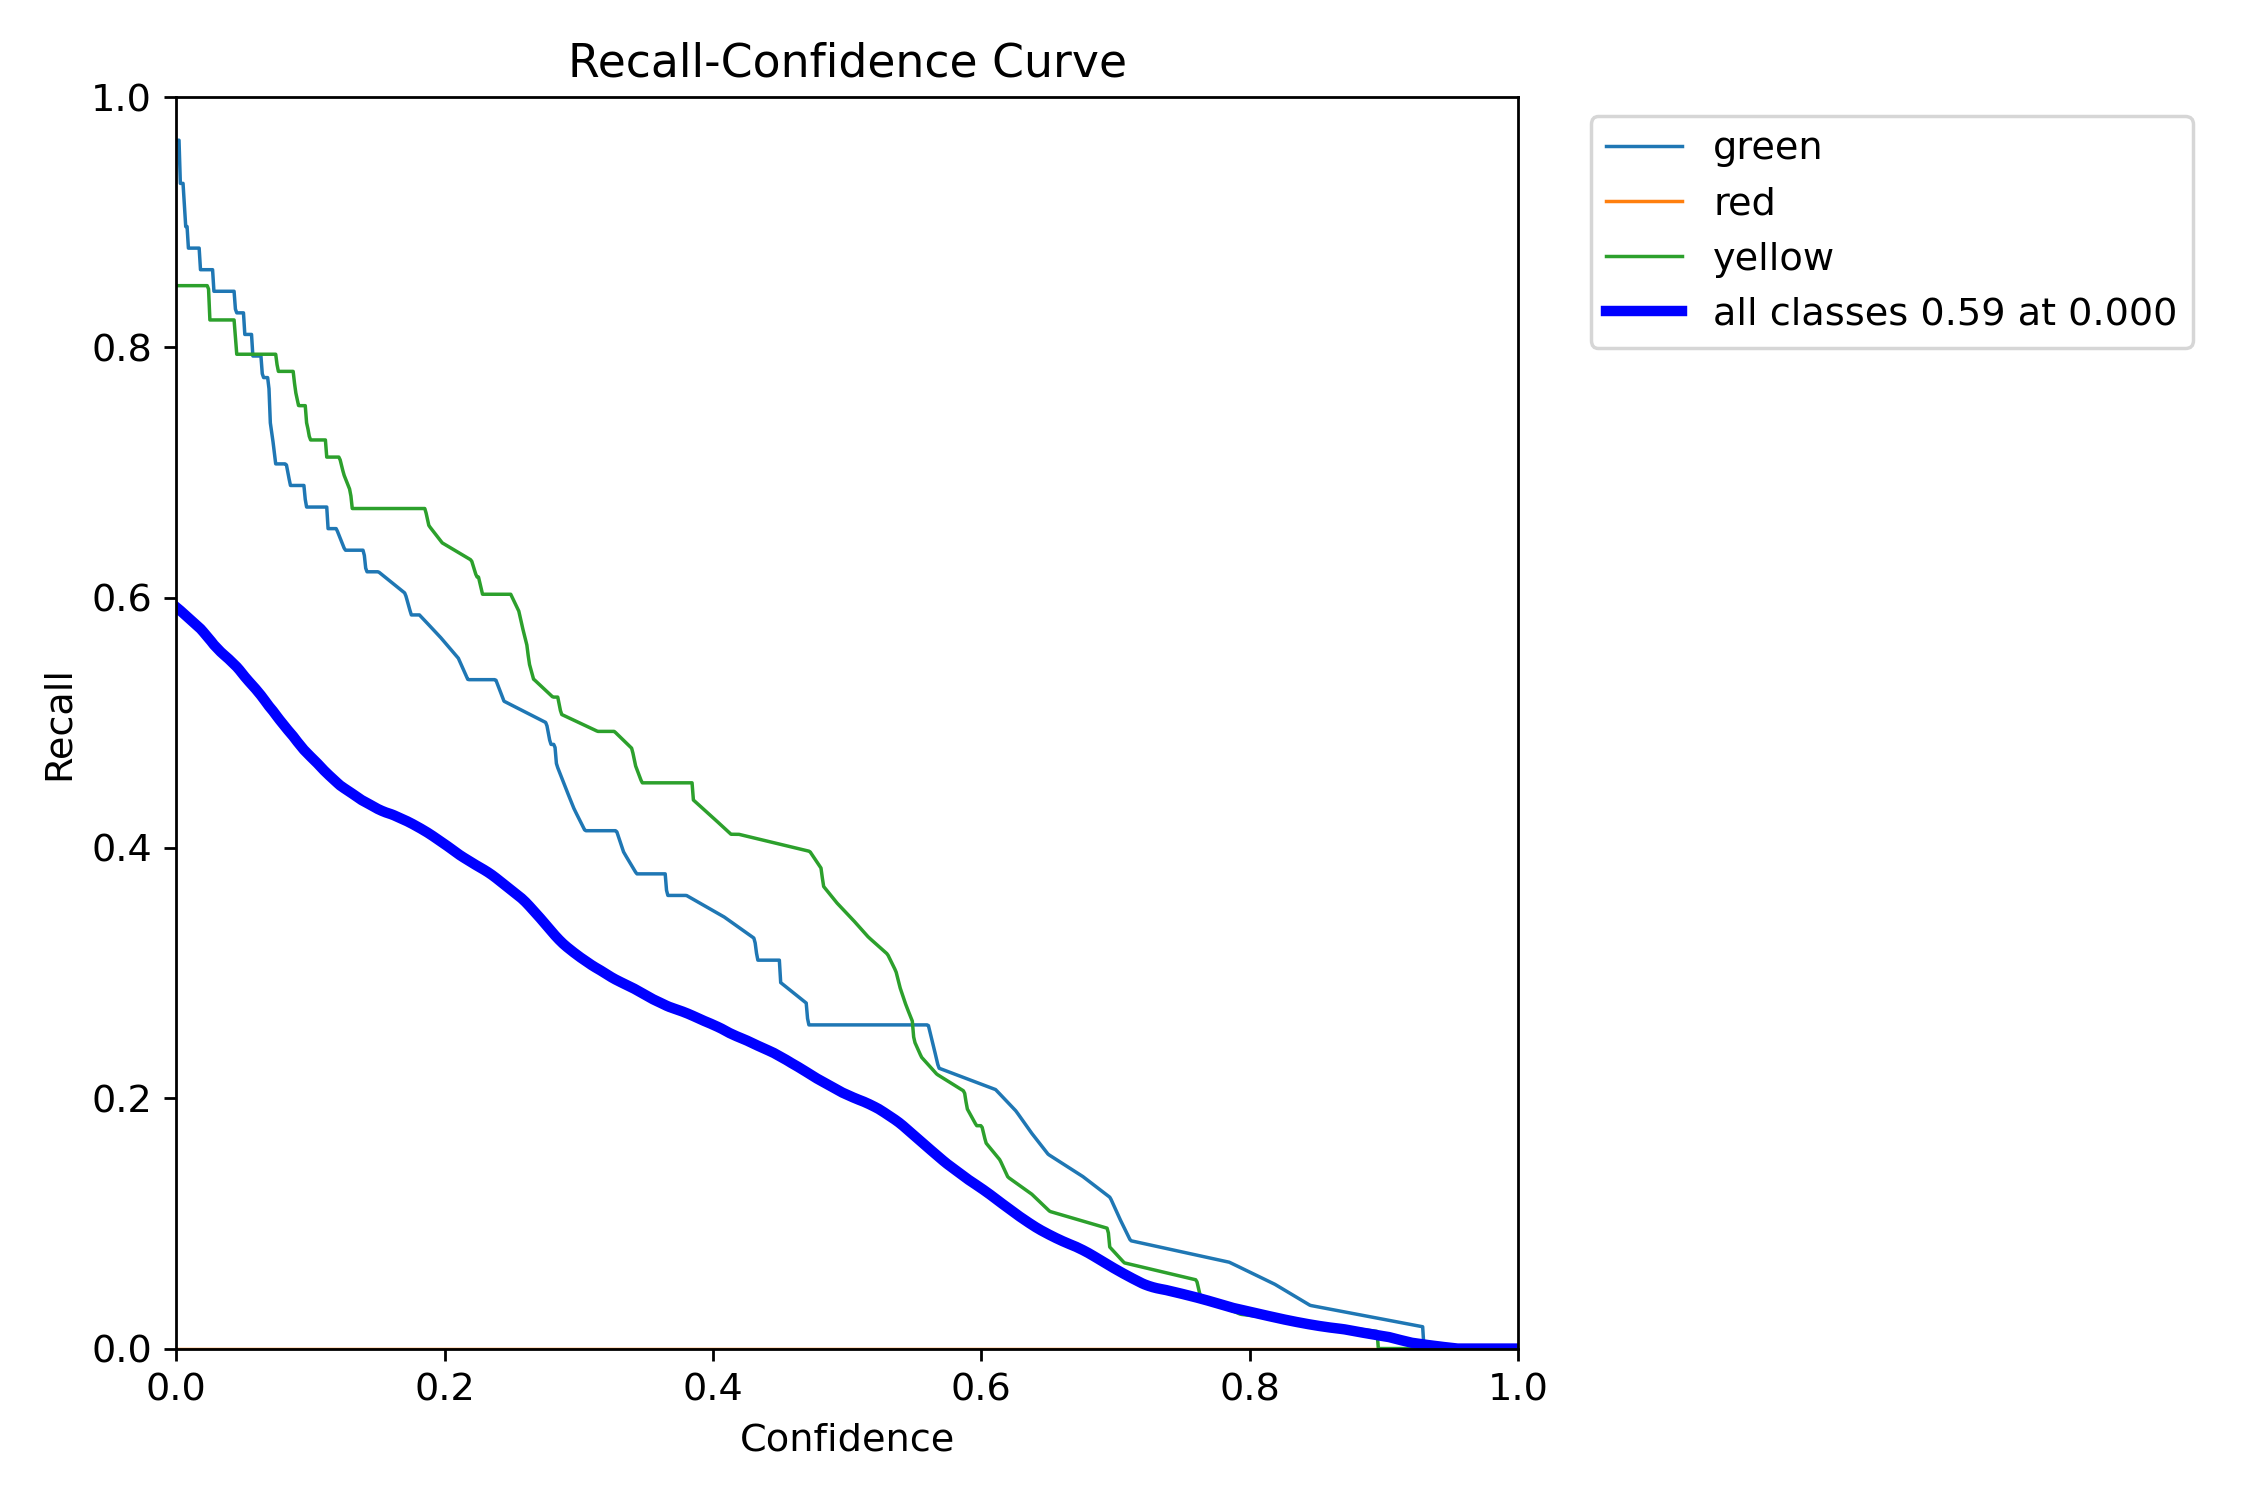 Recall-Confidence Curve
1.0
0.8
0.6
0.4
0.2
0.0
Recall
0.0 0.2 0.4 0.6 0.8 1.0
Confidence
green
red
yellow
all classes 0.59 at 0.000